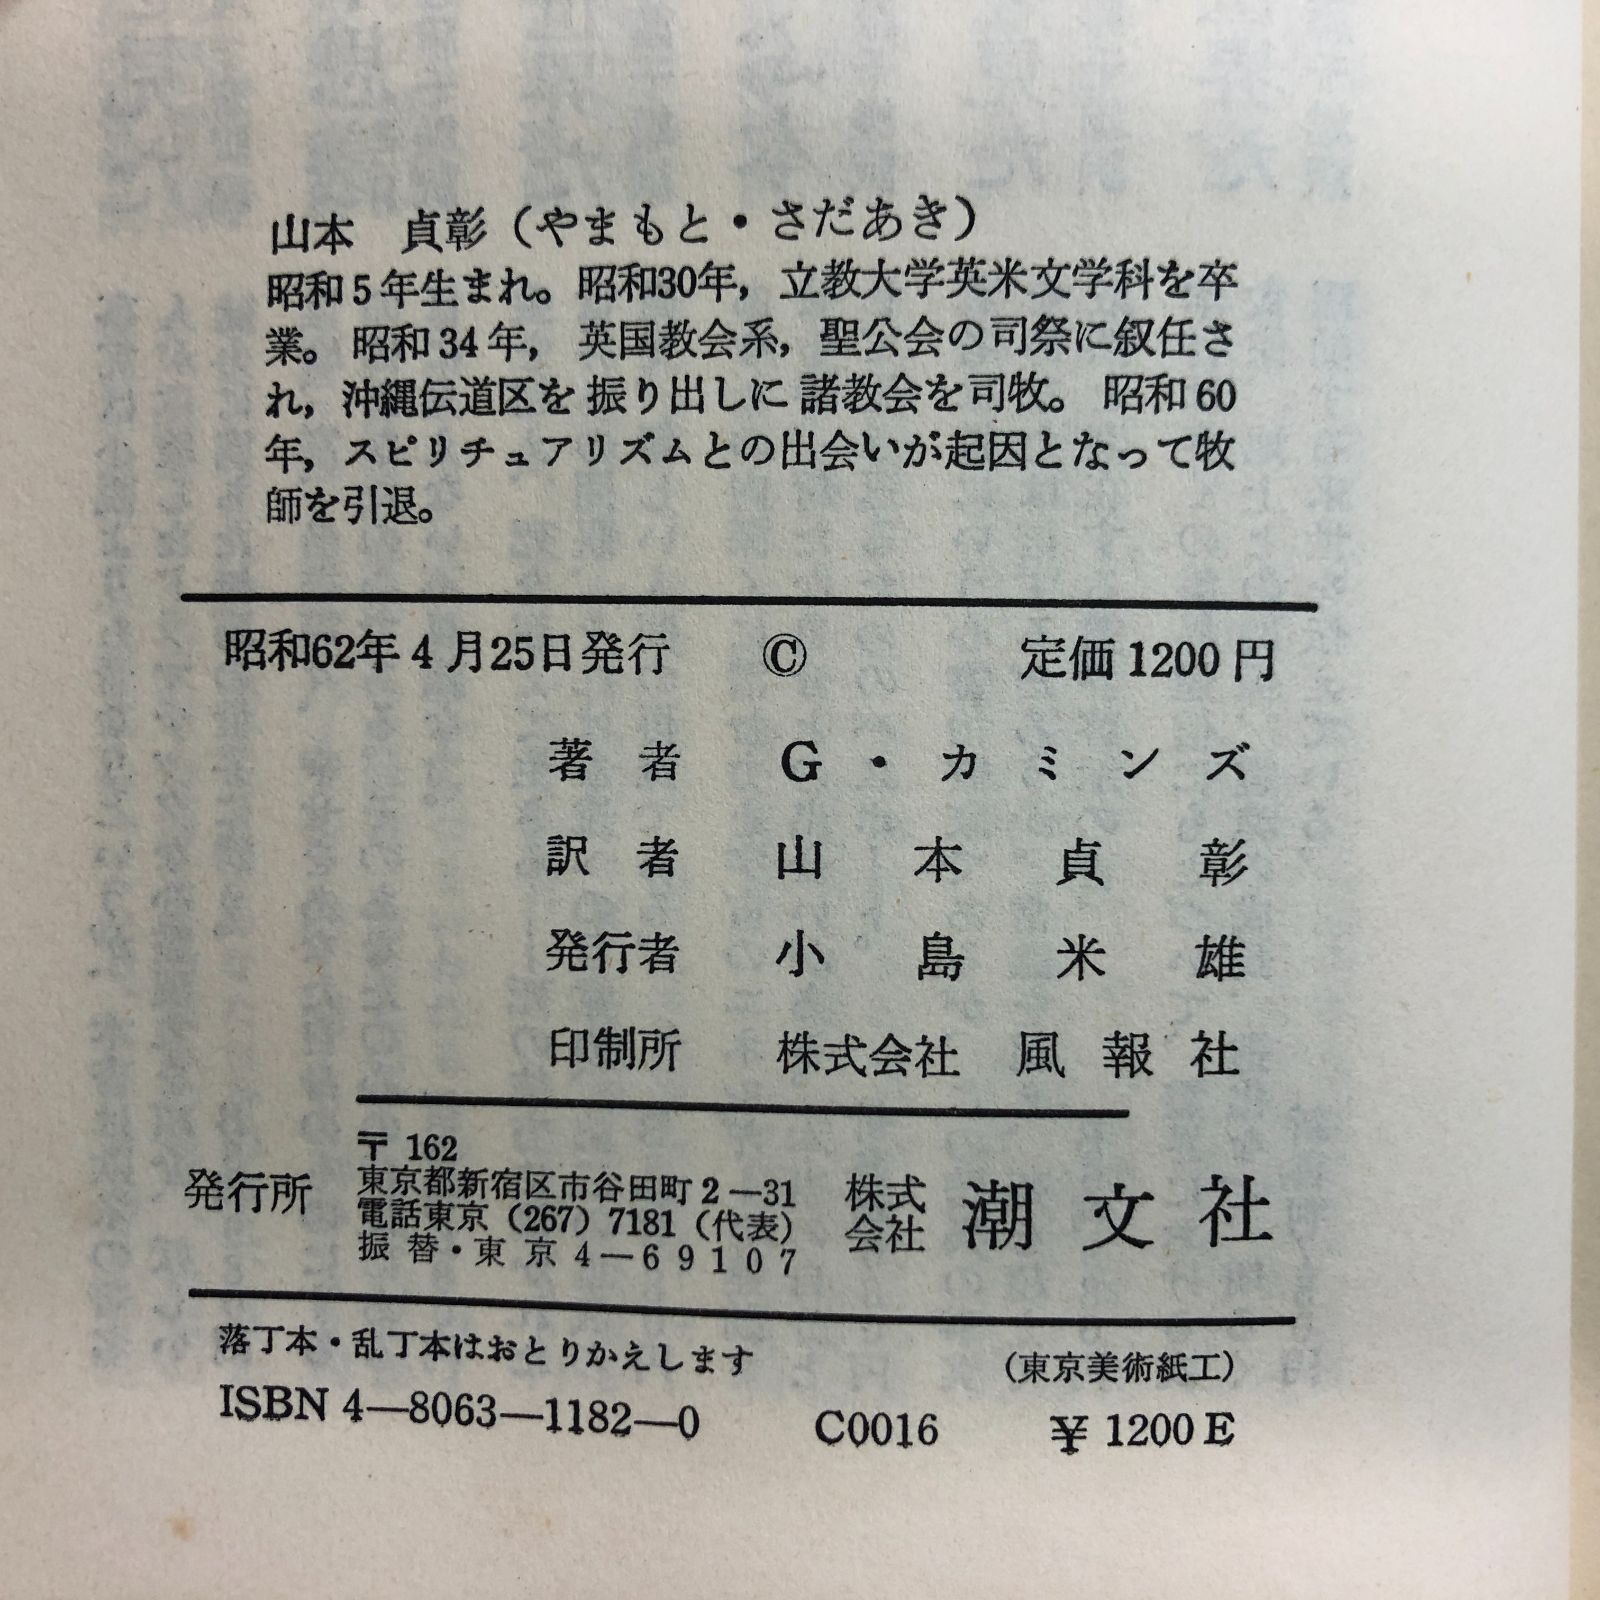 山本　貞彰（やまもと・さだあき）
昭和5年生まれ。昭和30年，立教大学英米文学科を卒
業。昭和34年，英国教会系，聖公会の司祭に叙任さ
れ，沖縄伝道区を振り出しに諸教会を司牧。昭和60
年，スピリチュアリズムとの出会いが起因となって牧
師を引退。
昭和62年4月25日発行　©　定価1200円
著者　G・カミンズ
訳者　山本貞彰
発行者　小島米雄
印制所　株式会社　風報社
〒162
東京都新宿区市谷田町2―31
発行所　電話東京（267）7181（代表）　株式会社　潮文社
振替・東京4―69107
落丁本・乱丁本はおとりかえします　（東京美術紙工）
ISBN 4―8063―1182―0　C0016　¥1200E